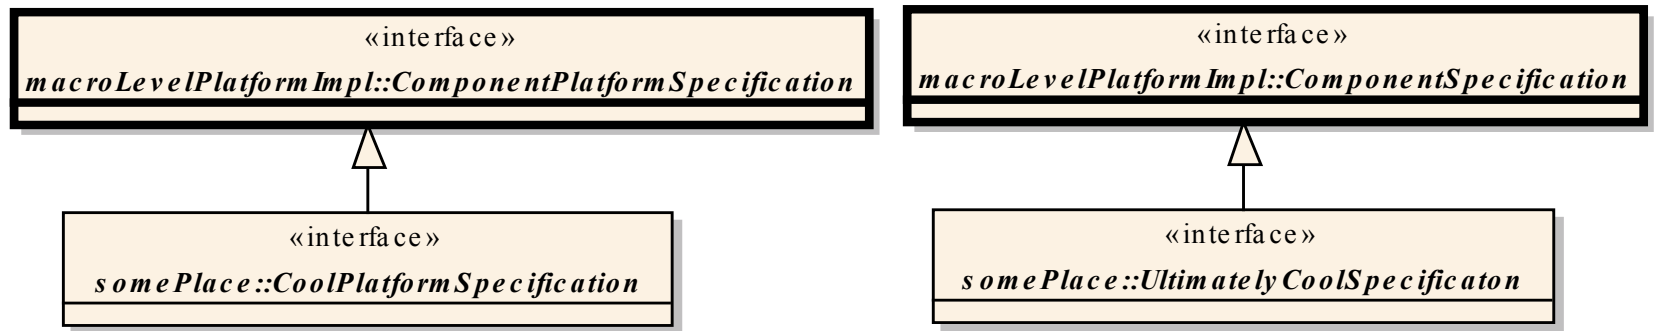 «interface»
macroLevelPlatformImpl::ComponentPlatformSpecification
«interface»
macroLevelPlatformImpl::ComponentSpecification
«interface»
somePlace::CoolPlatformSpecification
«interface»
somePlace::UltimatelyCoolSpecificaton